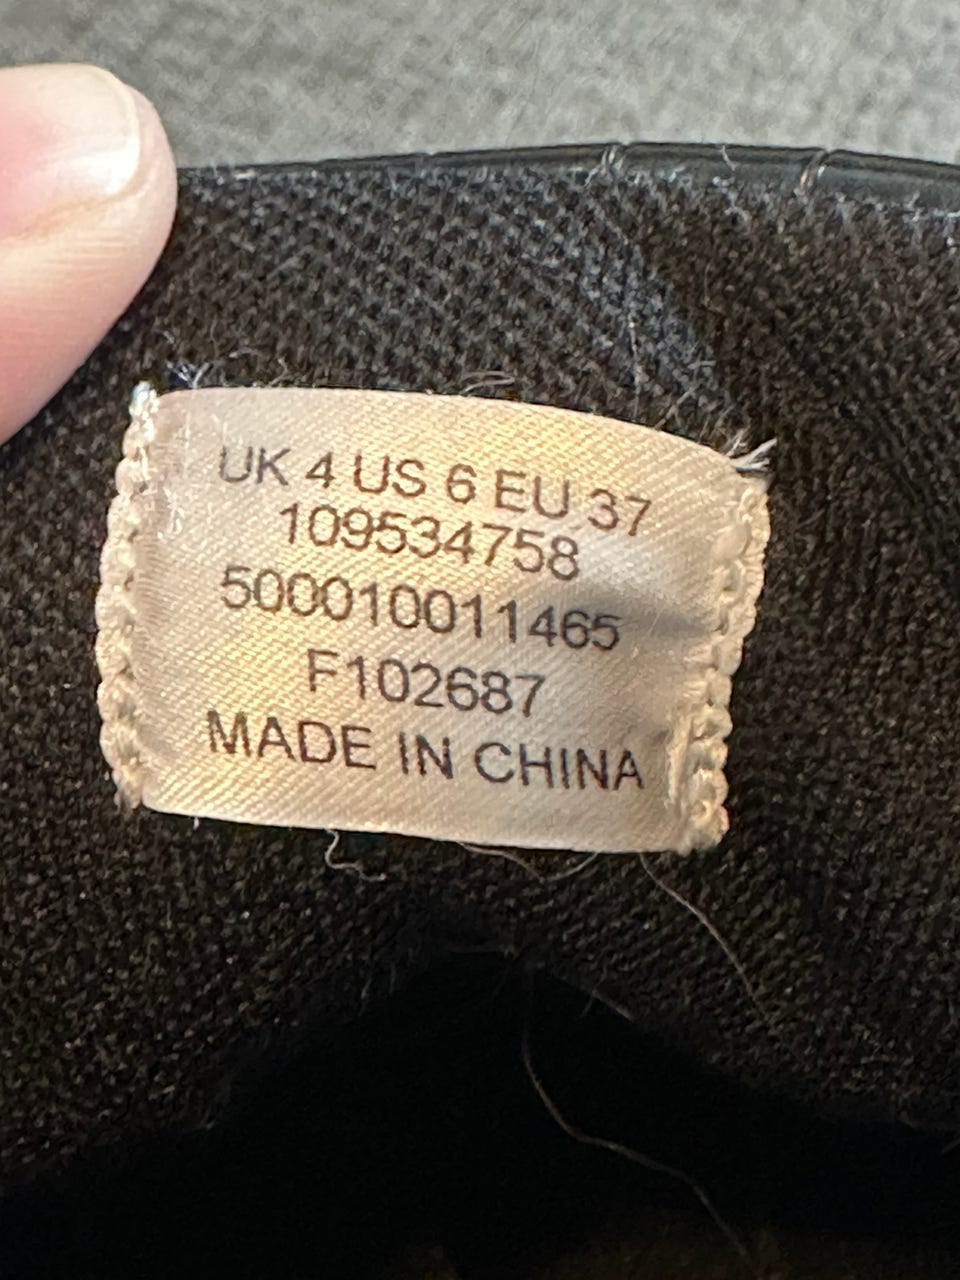 UK 4 US 6 EU 37
109534758
500010011465
F102687
MADE IN CHINA